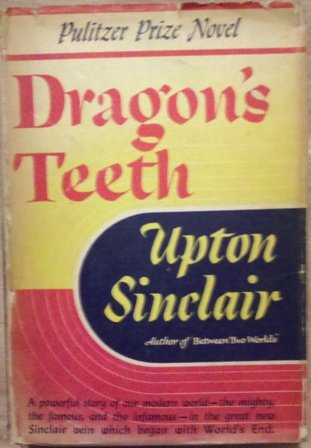 Pulitzer Prize Novel
Dragon's
Teeth
Upton
Sinclair
Author of "Between Two Worlds"
A powerful story of our modern world—the mighty,
the famous, and the infamous—in the great new
Sinclair vein which began with World's End.